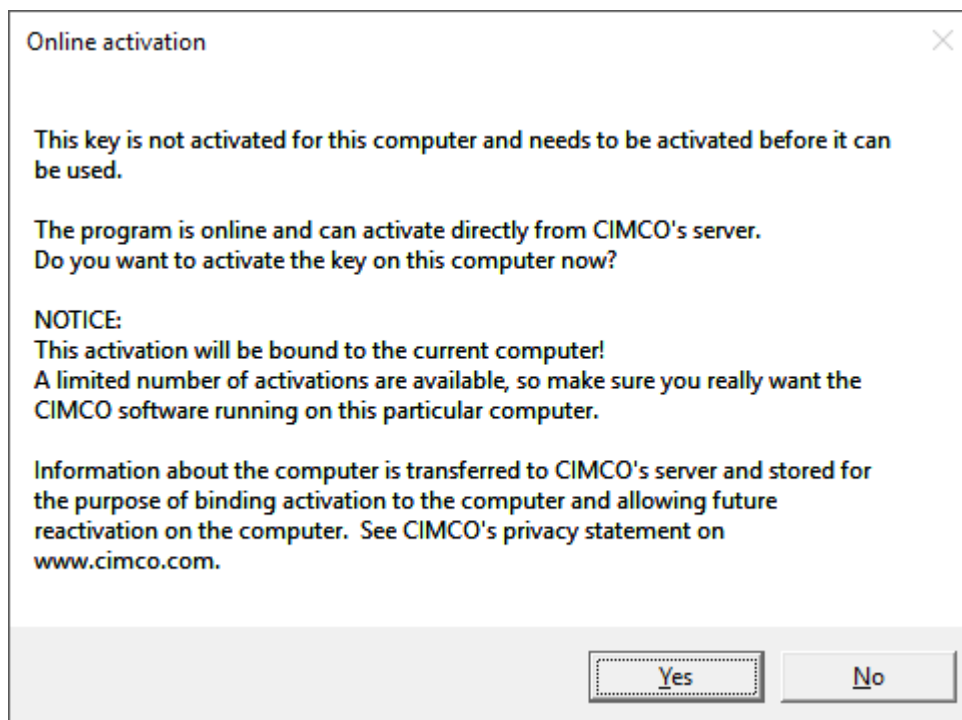 Online activation
This key is not activated for this computer and needs to be activated before it can
be used.
The program is online and can activate directly from CIMCO's server.
Do you want to activate the key on this computer now?
NOTICE:
This activation will be bound to the current computer!
A limited number of activations are available, so make sure you really want the
CIMCO software running on this particular computer.
Information about the computer is transferred to CIMCO's server and stored for
the purpose of binding activation to the computer and allowing future
reactivation on the computer.  See CIMCO's privacy statement on
www.cimco.com.
Yes No